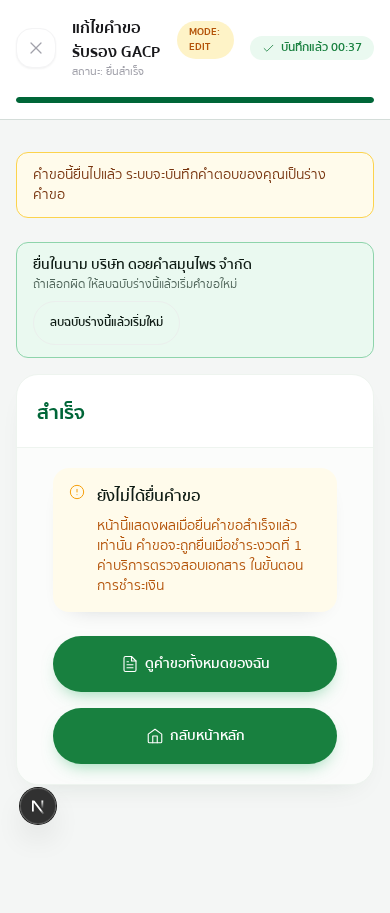 แก้ไขคำขอ
รับรอง GACP
สถานะ: ยื่นสำเร็จ
MODE:
EDIT
บันทึกแล้ว 00:37
คำขอนี้ยื่นไปแล้ว ระบบจะบันทึกคำตอบของคุณเป็นร่าง
คำขอ
ยื่นในนาม บริษัท ดอยคำสมุนไพร จำกัด
ถ้าเลือกผิด ให้ลบฉบับร่างนี้แล้วเริ่มคำขอใหม่
ลบฉบับร่างนี้แล้วเริ่มใหม่
สำเร็จ
ยังไม่ได้ยื่นคำขอ
หน้านี้แสดงผลเมื่อยื่นคำขอสำเร็จแล้ว
เท่านั้น คำขอจะถูกยื่นเมื่อชำระงวดที่ 1
ค่าบริการตรวจสอบเอกสาร ในขั้นตอน
การชำระเงิน
ดูคำขอทั้งหมดของฉัน
กลับหน้าหลัก
N